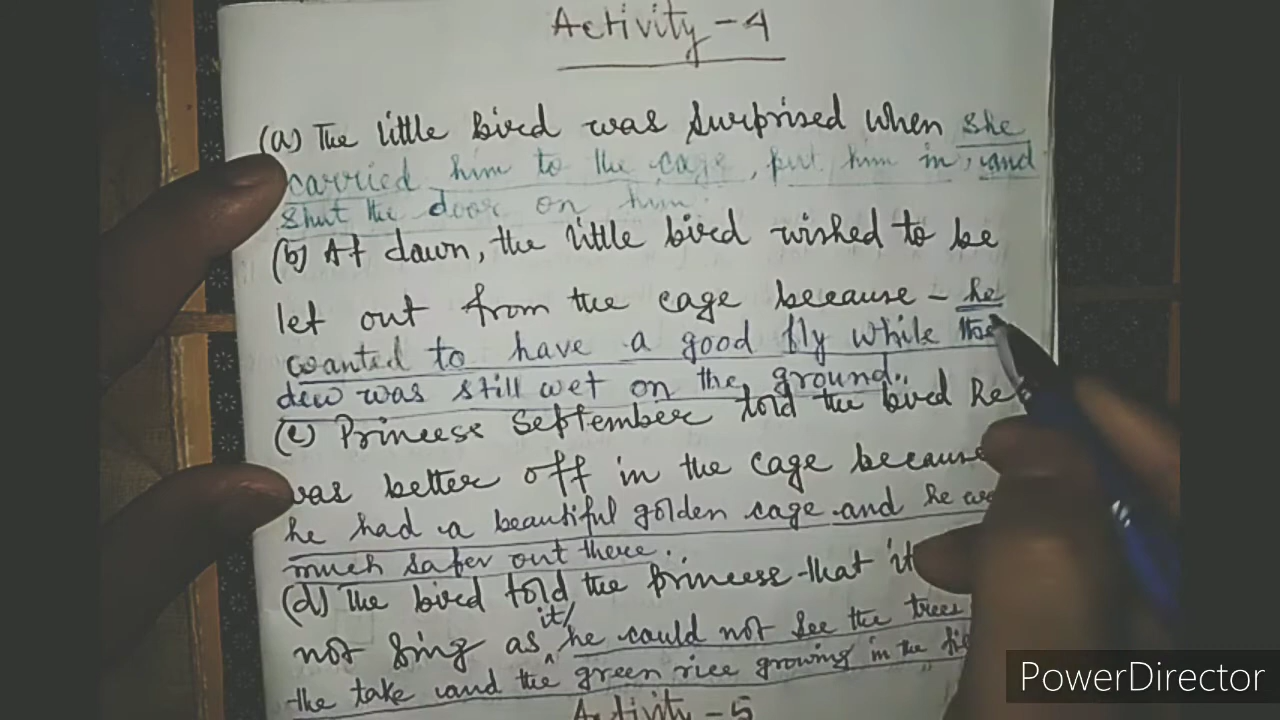 Activity - 4
(a) The little bird was surprised when she
carried him to the cage, put him in, and
shut the door on him.
(b) At dawn, the little bird wished to be
let out from the cage because - he
wanted to have a good fly while the
dew was still wet on the ground.
(c) Princess September told the bird he
was better off in the cage because
he had a beautiful golden cage and he
much safer out there.
(d) The bird told the princess that it
it/
not sing as he could not see the trees
the take and the green rice growing in the
Activity - 5
PowerDirector